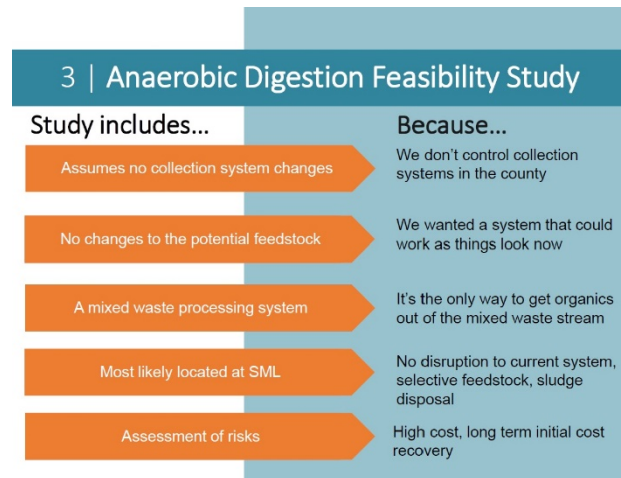 3 | Anaerobic Digestion Feasibility Study
Study includes...
Because...
Assumes no collection system changes
We don't control collection
systems in the county
No changes to the potential feedstock
We wanted a system that could
work as things look now
A mixed waste processing system
It's the only way to get organics
out of the mixed waste stream
Most likely located at SML
No disruption to current system,
selective feedstock, sludge
disposal
Assessment of risks
High cost, long term initial cost
recovery